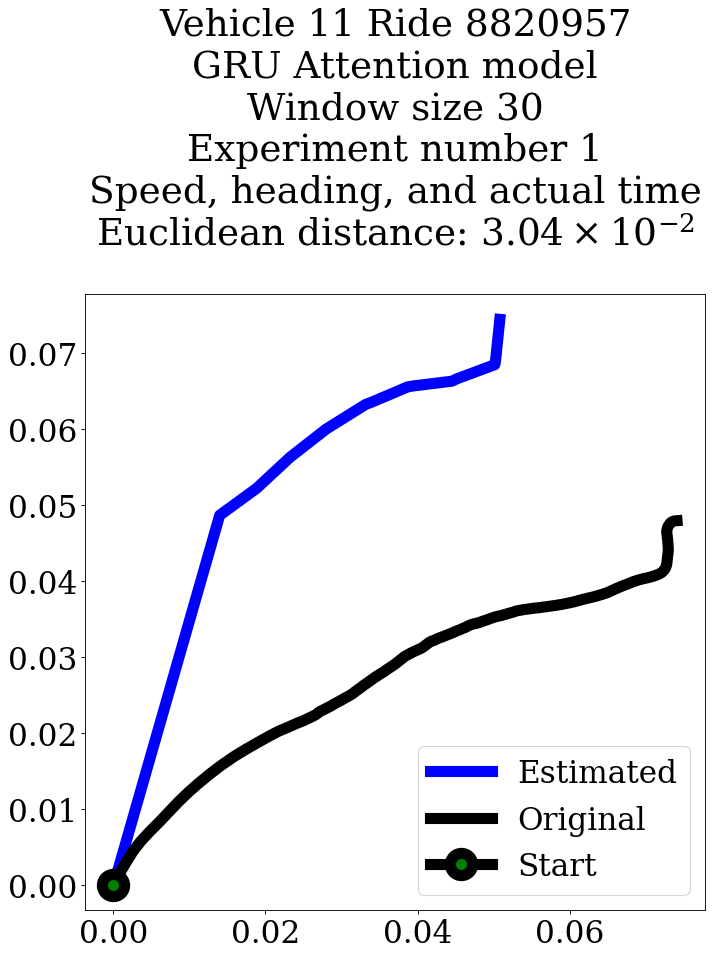 Vehicle 11 Ride 8820957
GRU Attention model
Window size 30
Experiment number 1
Speed, heading, and actual time
Euclidean distance: 3.04 × 10⁻²
0.07
0.06
0.05
0.04
0.03
0.02
0.01
0.00
Estimated
Original
Start
0.00 0.02 0.04 0.06